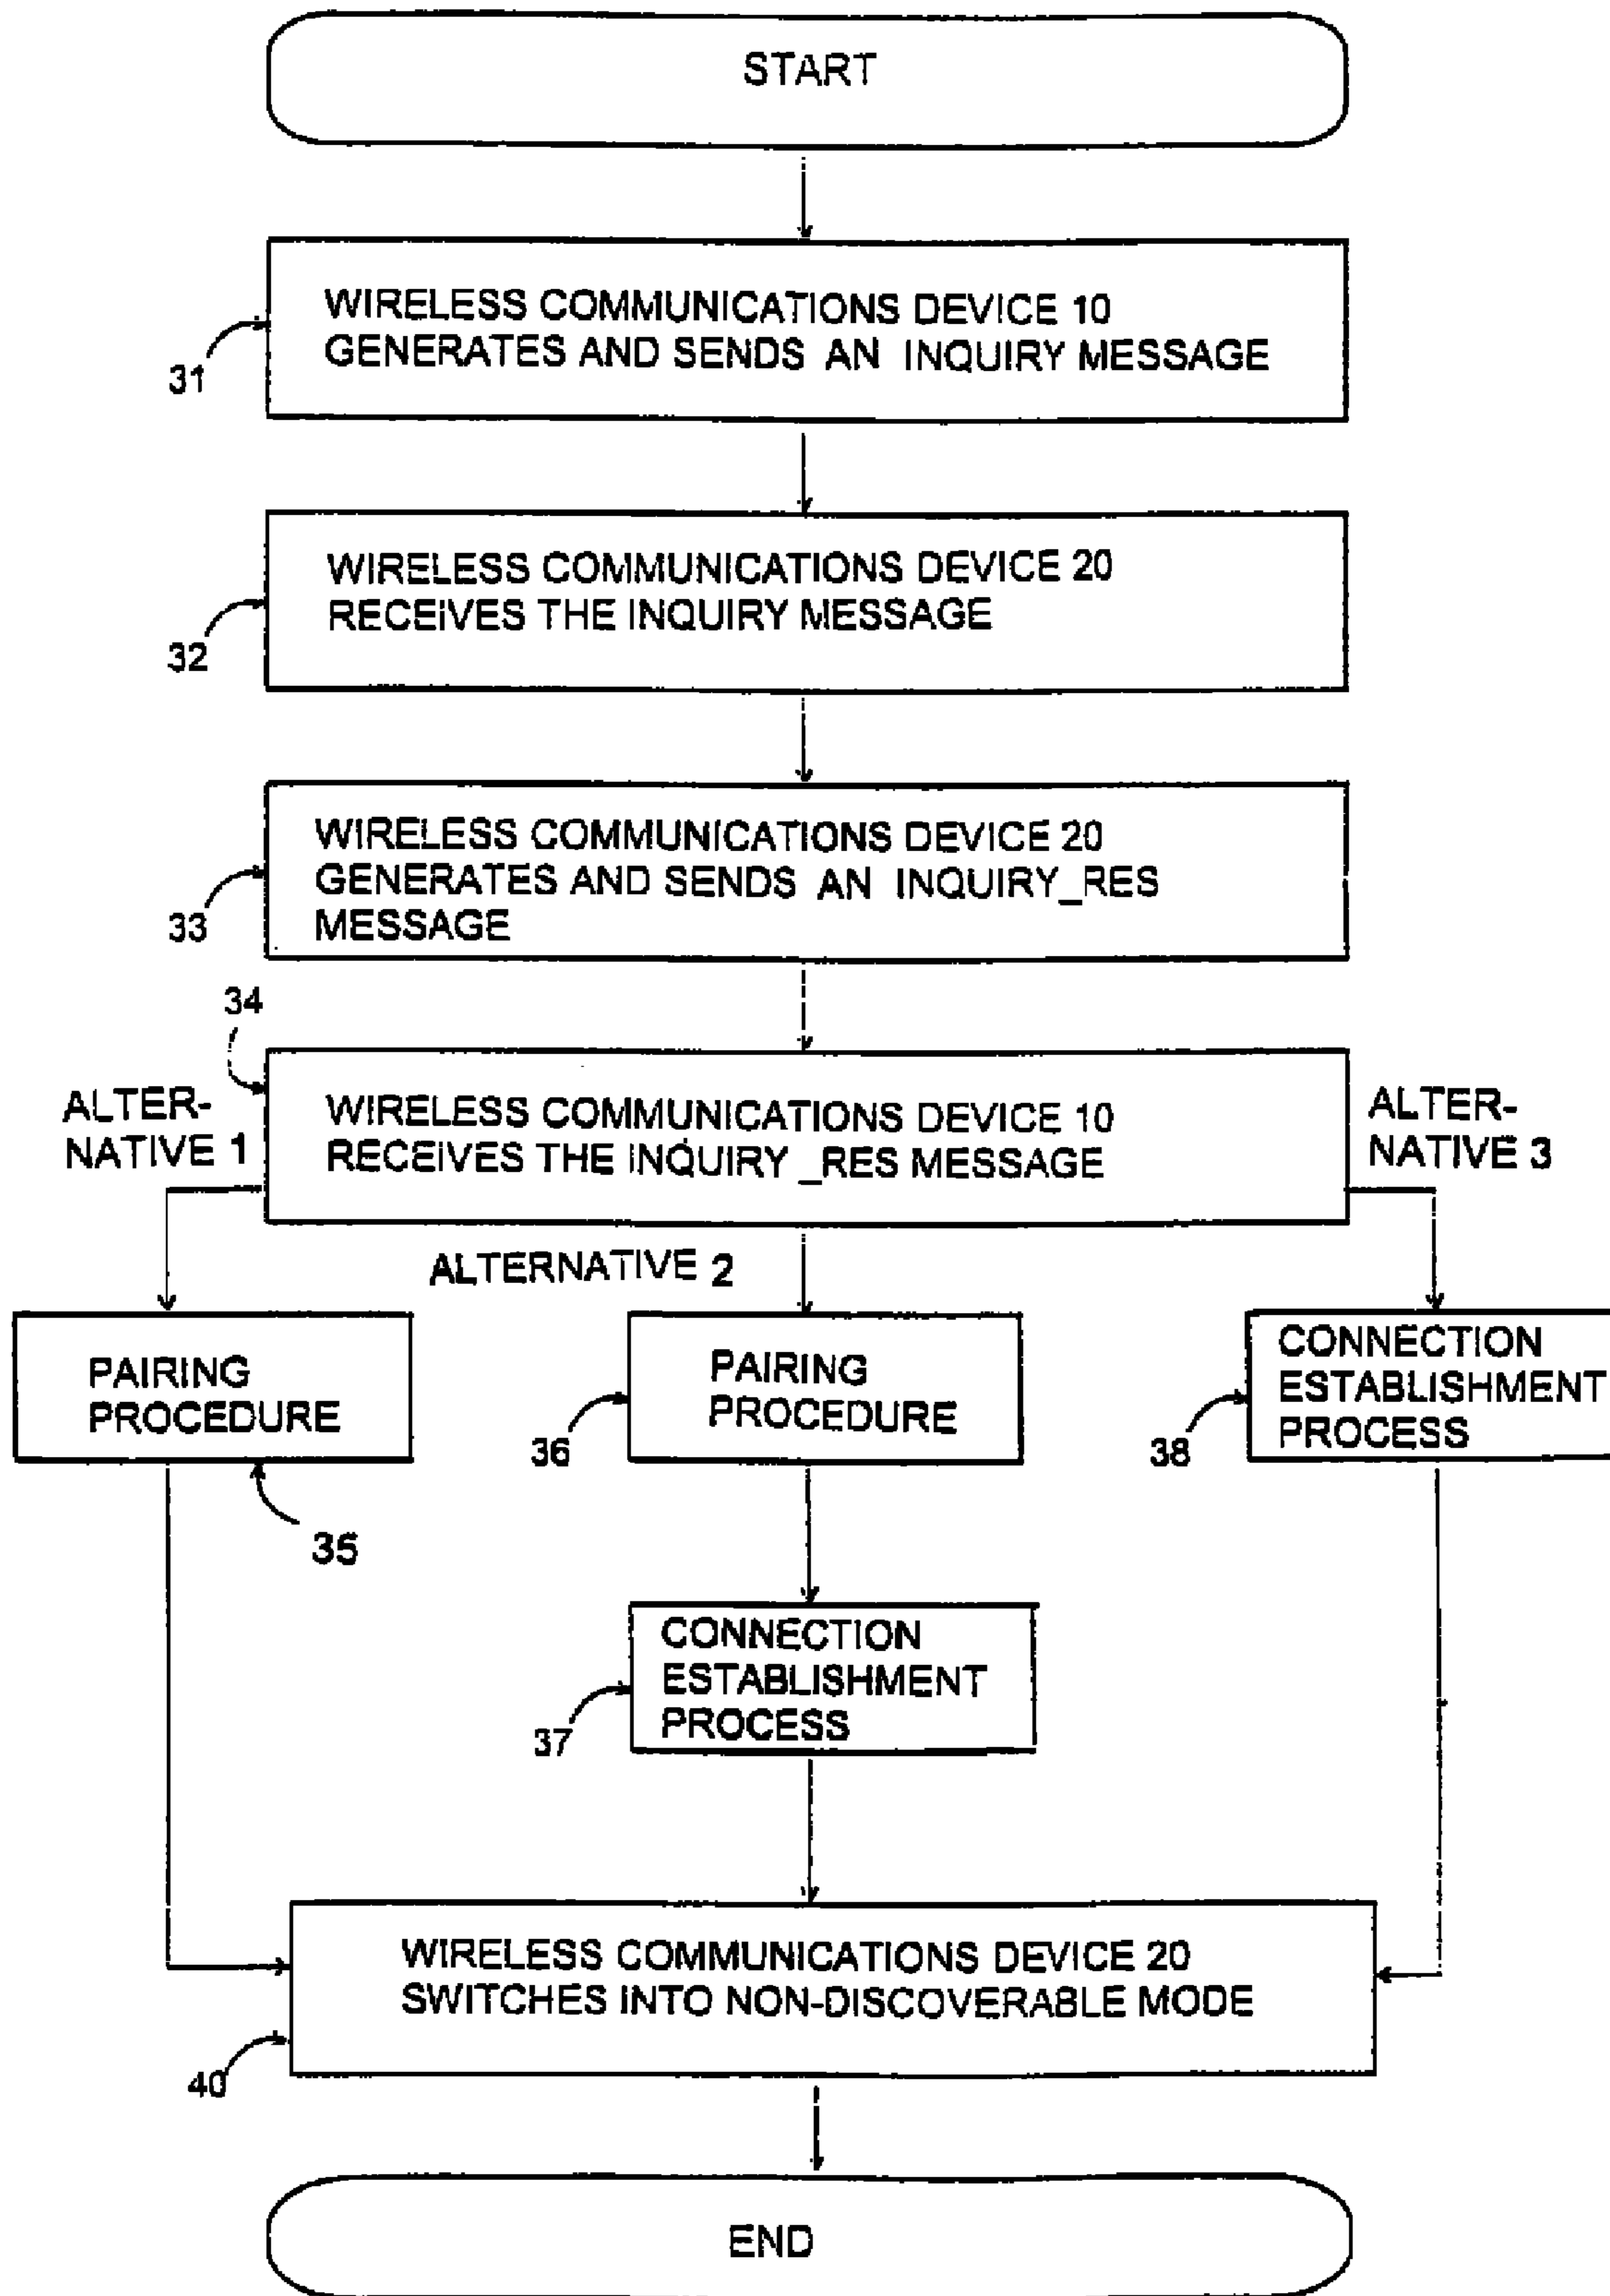 START
WIRELESS COMMUNICATIONS DEVICE 10
GENERATES AND SENDS AN INQUIRY MESSAGE
31
WIRELESS COMMUNICATIONS DEVICE 20
RECEIVES THE INQUIRY MESSAGE
32
WIRELESS COMMUNICATIONS DEVICE 20
GENERATES AND SENDS AN INQUIRY_RES
MESSAGE
33
34
WIRELESS COMMUNICATIONS DEVICE 10
RECEIVES THE INQUIRY _RES MESSAGE
ALTER-
NATIVE 1
ALTERNATIVE 2
ALTER-
NATIVE 3
PAIRING
PROCEDURE
35
PAIRING
PROCEDURE
36
CONNECTION
ESTABLISHMENT
PROCESS
38
CONNECTION
ESTABLISHMENT
PROCESS
37
WIRELESS COMMUNICATIONS DEVICE 20
SWITCHES INTO NON-DISCOVERABLE MODE
40
END